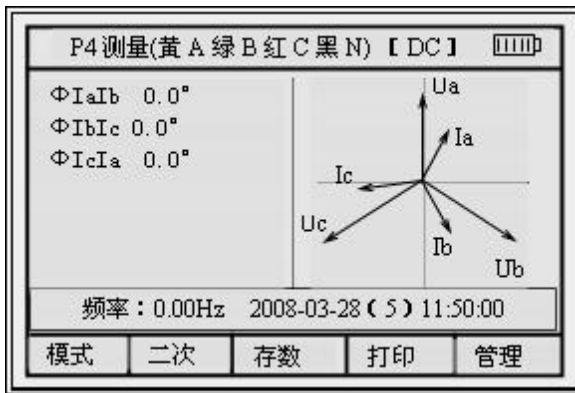 P4测量(黄A绿B红C黑N)【DC】
ΦIaIb 0.0°
ΦIbIc 0.0°
ΦIcIa 0.0°
Ua
Ia
Ic
Uc
Ib
Ub
频率：0.00Hz 2008-03-28（5）11:50:00
模式 二次 存数 打印 管理